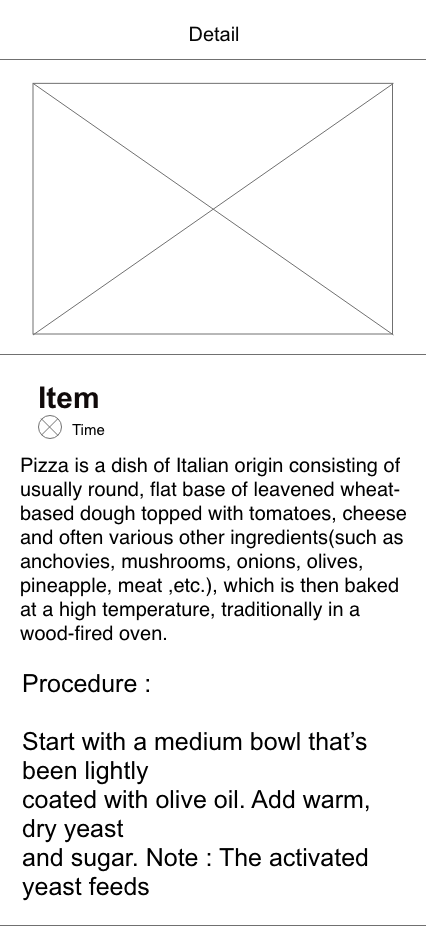 Detail
Item
Time
Pizza is a dish of Italian origin consisting of
usually round, flat base of leavened wheat-
based dough topped with tomatoes, cheese
and often various other ingredients(such as
anchovies, mushrooms, onions, olives,
pineapple, meat ,etc.), which is then baked
at a high temperature, traditionally in a
wood-fired oven.
Procedure :
Start with a medium bowl that’s
been lightly
coated with olive oil. Add warm,
dry yeast
and sugar. Note : The activated
yeast feeds